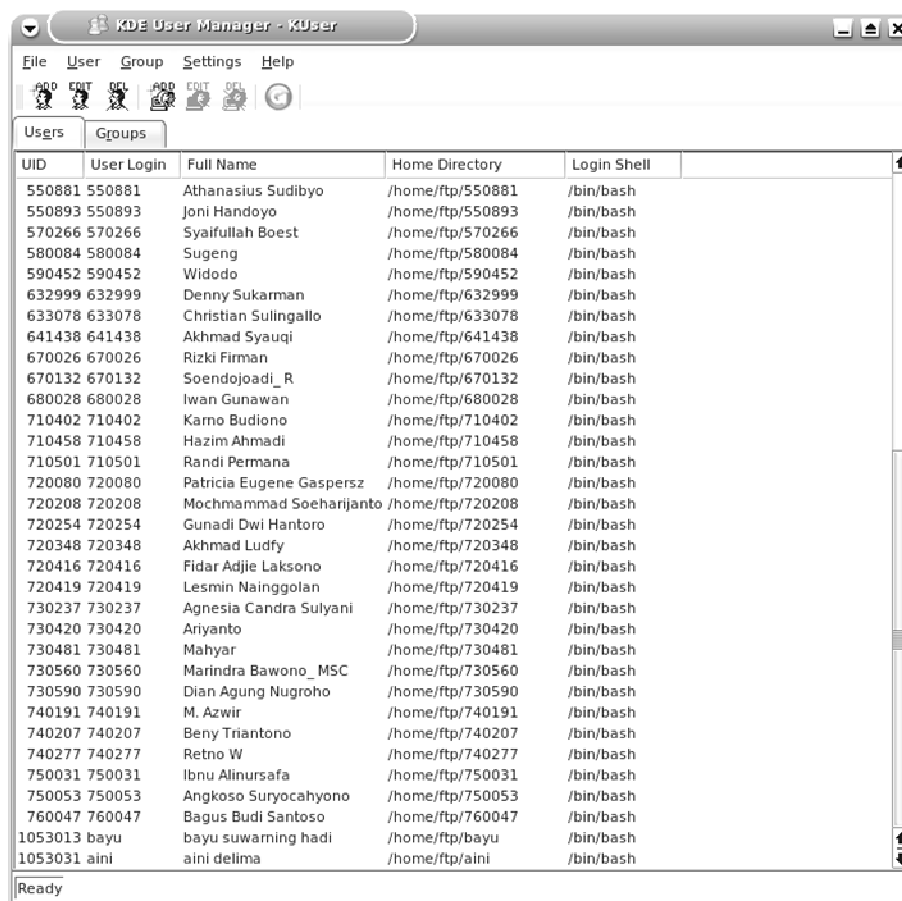 KDE User Manager - KUser
File User Group Settings Help
ADD EDIT DEL ADD EDIT DEL
Users Groups
UID User Login Full Name Home Directory Login Shell
550881 550881 Athanasius Sudibyo /home/ftp/550881 /bin/bash
550893 550893 Joni Handoyo /home/ftp/550893 /bin/bash
570266 570266 Syaifullah Boest /home/ftp/570266 /bin/bash
580084 580084 Sugeng /home/ftp/580084 /bin/bash
590452 590452 Widodo /home/ftp/590452 /bin/bash
632999 632999 Denny Sukarman /home/ftp/632999 /bin/bash
633078 633078 Christian Sulingallo /home/ftp/633078 /bin/bash
641438 641438 Akhmad Syauqi /home/ftp/641438 /bin/bash
670026 670026 Rizki Firman /home/ftp/670026 /bin/bash
670132 670132 Soendojoadi_ R /home/ftp/670132 /bin/bash
680028 680028 Iwan Gunawan /home/ftp/680028 /bin/bash
710402 710402 Karno Budiono /home/ftp/710402 /bin/bash
710458 710458 Hazim Ahmadi /home/ftp/710458 /bin/bash
710501 710501 Randi Permana /home/ftp/710501 /bin/bash
720080 720080 Patricia Eugene Gaspersz /home/ftp/720080 /bin/bash
720208 720208 Mochmammad Soeharijanto /home/ftp/720208 /bin/bash
720254 720254 Gunadi Dwi Hantoro /home/ftp/720254 /bin/bash
720348 720348 Akhmad Ludfy /home/ftp/720348 /bin/bash
720416 720416 Fidar Adjie Laksono /home/ftp/720416 /bin/bash
720419 720419 Lesmin Nainggolan /home/ftp/720419 /bin/bash
730237 730237 Agnesia Candra Sulyani /home/ftp/730237 /bin/bash
730420 730420 Ariyanto /home/ftp/730420 /bin/bash
730481 730481 Mahyar /home/ftp/730481 /bin/bash
730560 730560 Marindra Bawono_ MSC /home/ftp/730560 /bin/bash
730590 730590 Dian Agung Nugroho /home/ftp/730590 /bin/bash
740191 740191 M. Azwir /home/ftp/740191 /bin/bash
740207 740207 Beny Triantono /home/ftp/740207 /bin/bash
740277 740277 Retno W /home/ftp/740277 /bin/bash
750031 750031 Ibnu Alinursafa /home/ftp/750031 /bin/bash
750053 750053 Angkoso Suryocahyono /home/ftp/750053 /bin/bash
760047 760047 Bagus Budi Santoso /home/ftp/760047 /bin/bash
1053013 bayu bayu suwarning hadi /home/ftp/bayu /bin/bash
1053031 aini aini delima /home/ftp/aini /bin/bash
Ready